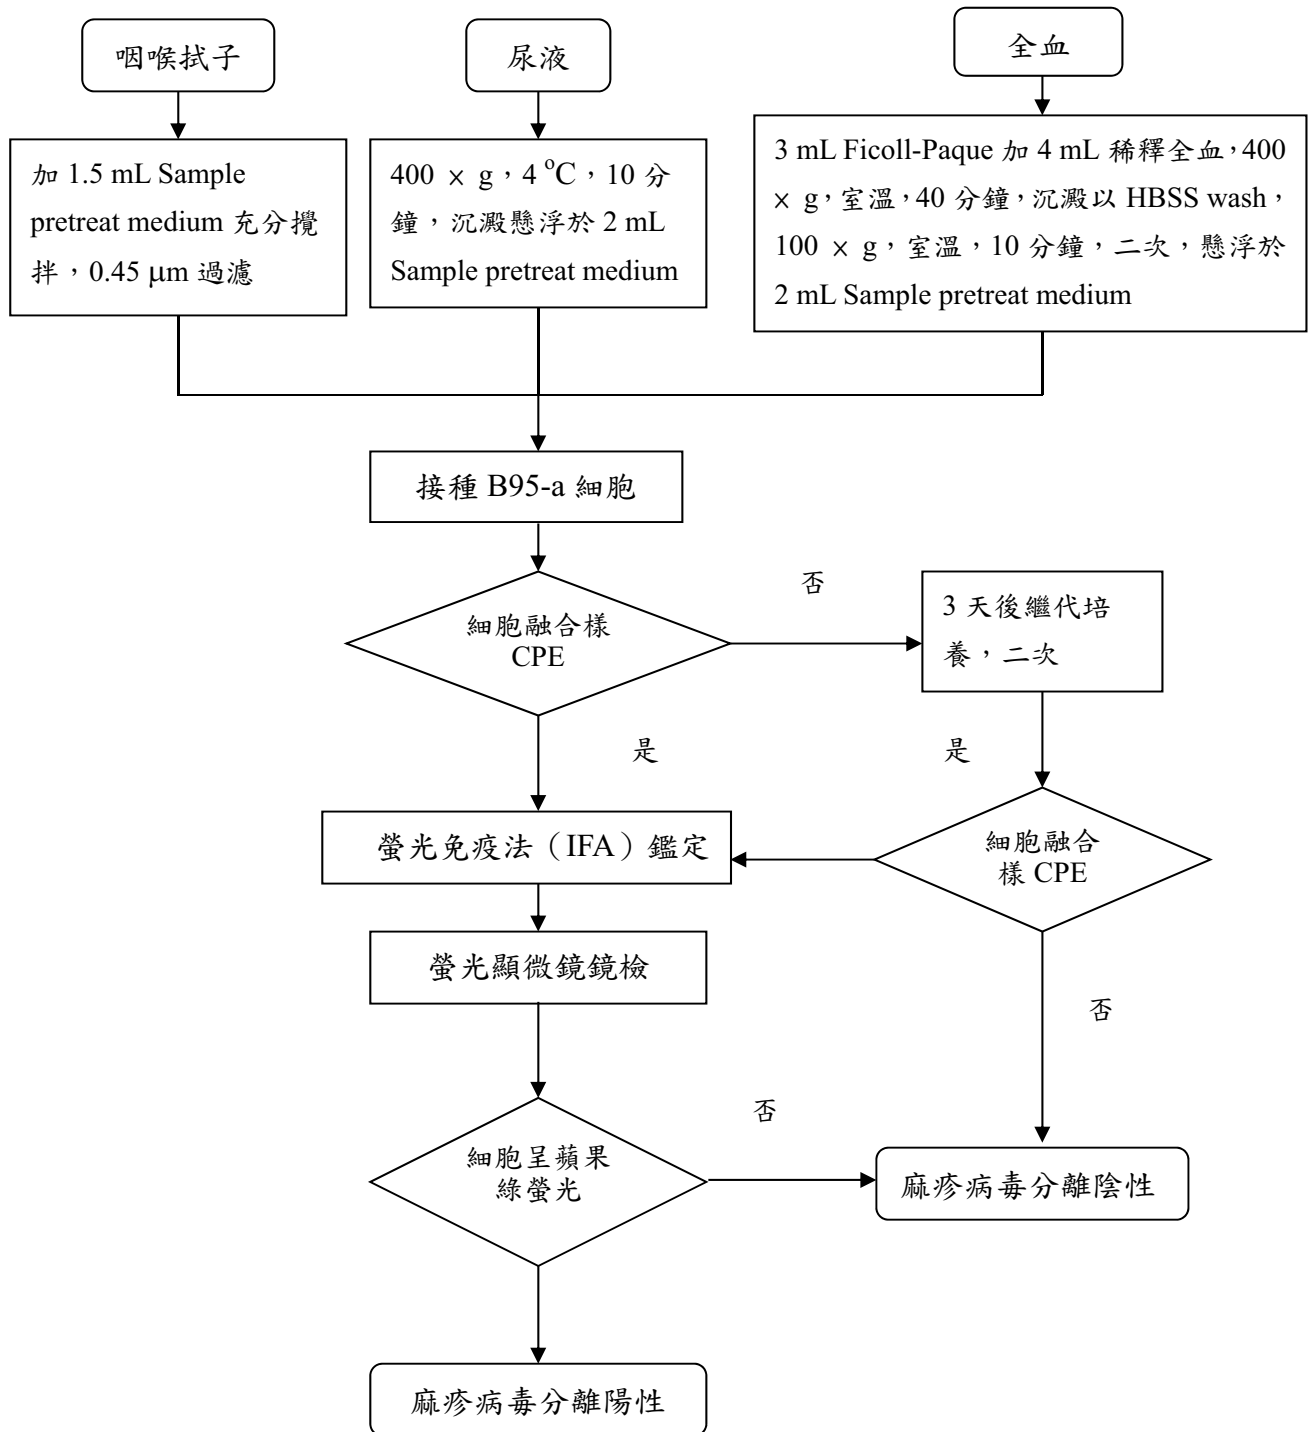 咽喉拭子
尿液
全血
加 1.5 mL Sample
pretreat medium 充分攪
拌，0.45 μm 過濾
400 × g，4 °C，10 分
鐘，沉澱懸浮於 2 mL
Sample pretreat medium
3 mL Ficoll-Paque 加 4 mL 稀釋全血，400
× g，室溫，40 分鐘，沉澱以 HBSS wash，
100 × g，室溫，10 分鐘，二次，懸浮於
2 mL Sample pretreat medium
接種 B95-a 細胞
細胞融合樣
CPE
否
3 天後繼代培
養，二次
是
是
螢光免疫法（IFA）鑑定
細胞融合
樣 CPE
螢光顯微鏡鏡檢
否
細胞呈蘋果
綠螢光
否
麻疹病毒分離陰性
麻疹病毒分離陽性